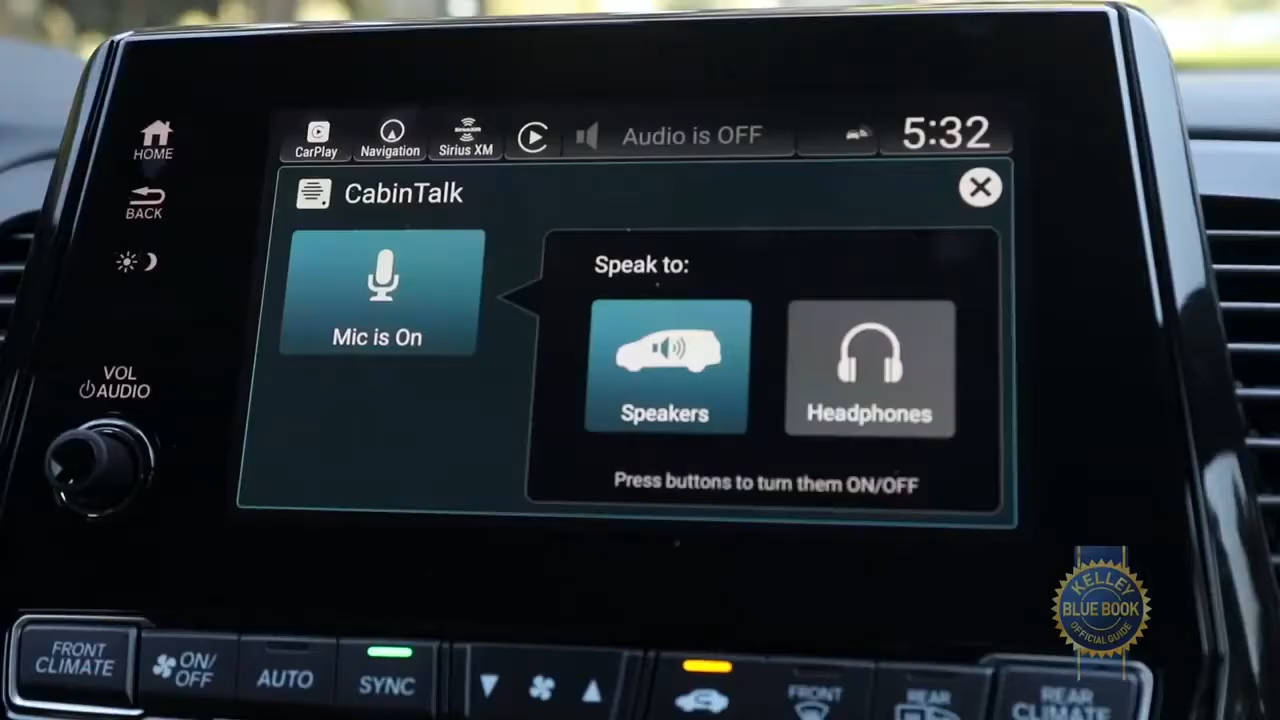 HOME
BACK
VOL
AUDIO
CarPlay
Navigation
SiriusXM
Sirius XM
Audio is OFF
5:32
CabinTalk
Mic is On
Speak to:
Speakers
Headphones
Press buttons to turn them ON/OFF
KELLEY
BLUE BOOK
OFFICIAL GUIDE
FRONT
CLIMATE
ON/
OFF
AUTO
SYNC
FRONT
REAR
REAR
CLIMATE